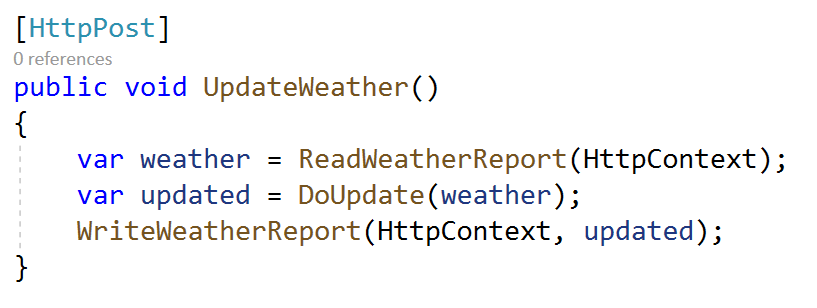 [HttpPost]
0 references
public void UpdateWeather()
{
    var weather = ReadWeatherReport(HttpContext);
    var updated = DoUpdate(weather);
    WriteWeatherReport(HttpContext, updated);
}